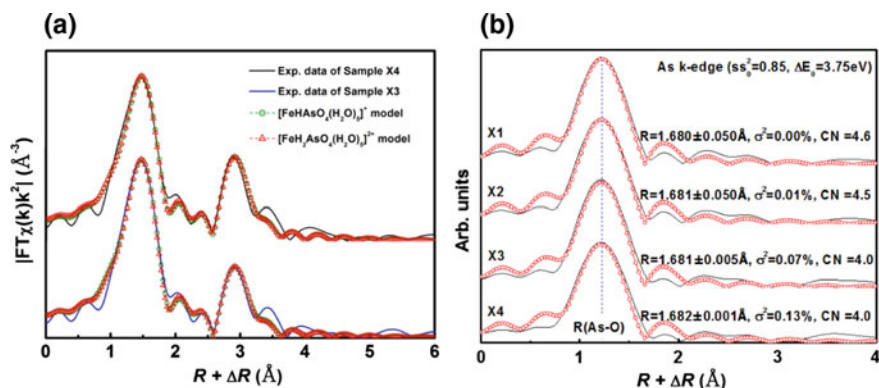 (a)
Exp. data of Sample X4
Exp. data of Sample X3
[FeHAsO4(H2O)5]+ model
[FeH2AsO4(H2O)5]2+ model
|FTχ(k)k²| (Å⁻³)
0 1 2 3 4 5 6
R + ΔR (Å)
(b)
As k-edge (ss₀²=0.85, ΔE₀=3.75eV)
X1
R=1.680±0.050Å, σ²=0.00%, CN =4.6
X2
R=1.681±0.050Å, σ²=0.01%, CN =4.5
X3
R=1.681±0.005Å, σ²=0.07%, CN =4.0
X4
R=1.682±0.001Å, σ²=0.13%, CN =4.0
R(As-O)
Arb. units
0 1 2 3 4
R + ΔR (Å)